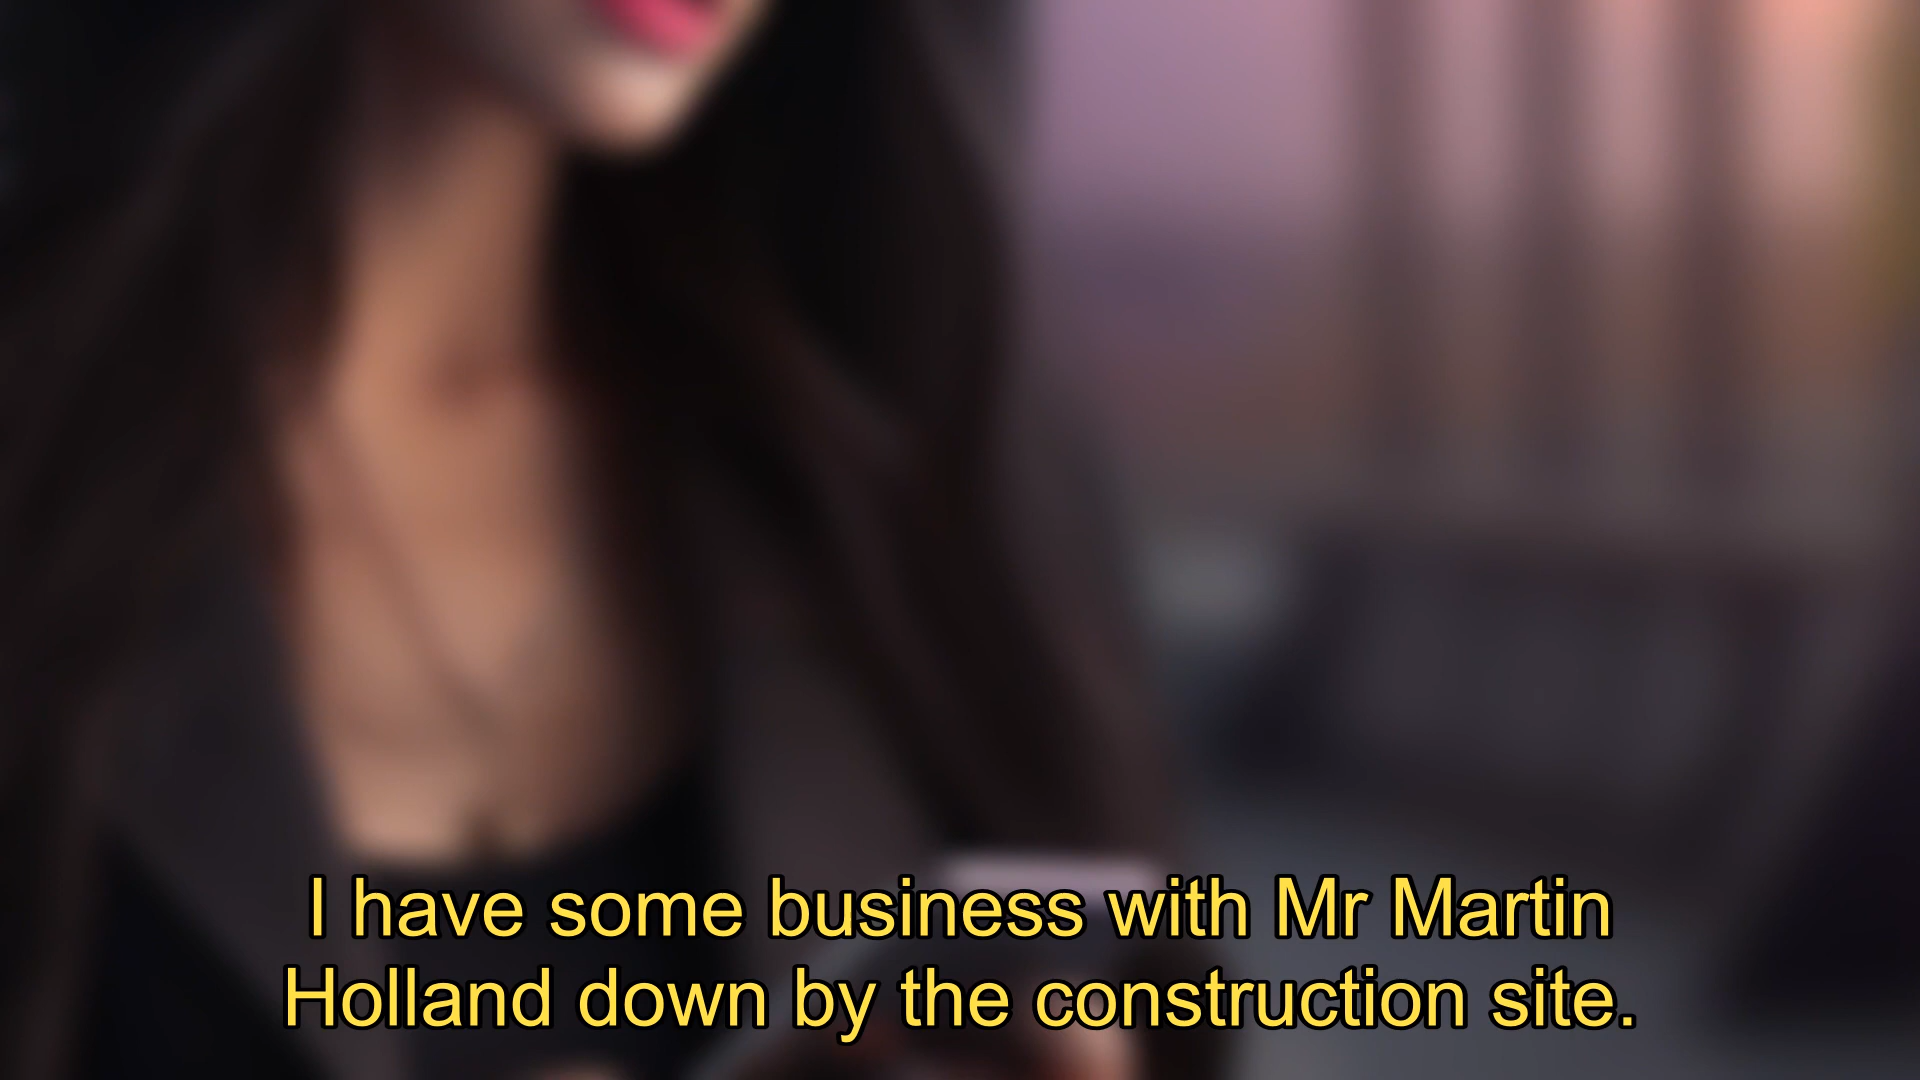 I have some business with Mr Martin
Holland down by the construction site.